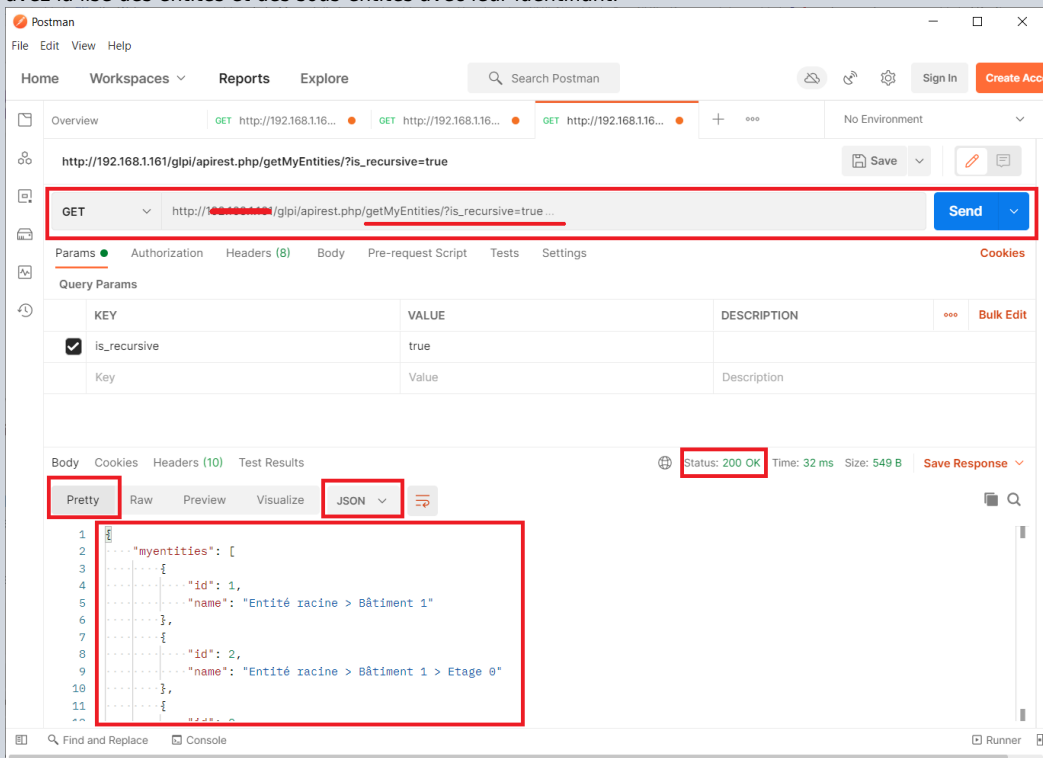 Postman
File Edit View Help
Home Workspaces Reports Explore Search Postman Sign In Create Acc
Overview GET http://192.168.1.16... GET http://192.168.1.16... GET http://192.168.1.16... No Environment
http://192.168.1.161/glpi/apirest.php/getMyEntities/?is_recursive=true Save
GET http://1 /glpi/apirest.php/getMyEntities/?is_recursive=true... Send
Params Authorization Headers (8) Body Pre-request Script Tests Settings Cookies
Query Params
KEY VALUE DESCRIPTION Bulk Edit
is_recursive true
Key Value Description
Body Cookies Headers (10) Test Results Status: 200 OK Time: 32 ms Size: 549 B Save Response
Pretty Raw Preview Visualize JSON
1 {
2 "myentities": [
3 {
4 "id": 1,
5 "name": "Entité racine > Bâtiment 1"
6 },
7 {
8 "id": 2,
9 "name": "Entité racine > Bâtiment 1 > Etage 0"
10 },
11 {
Find and Replace Console Runner